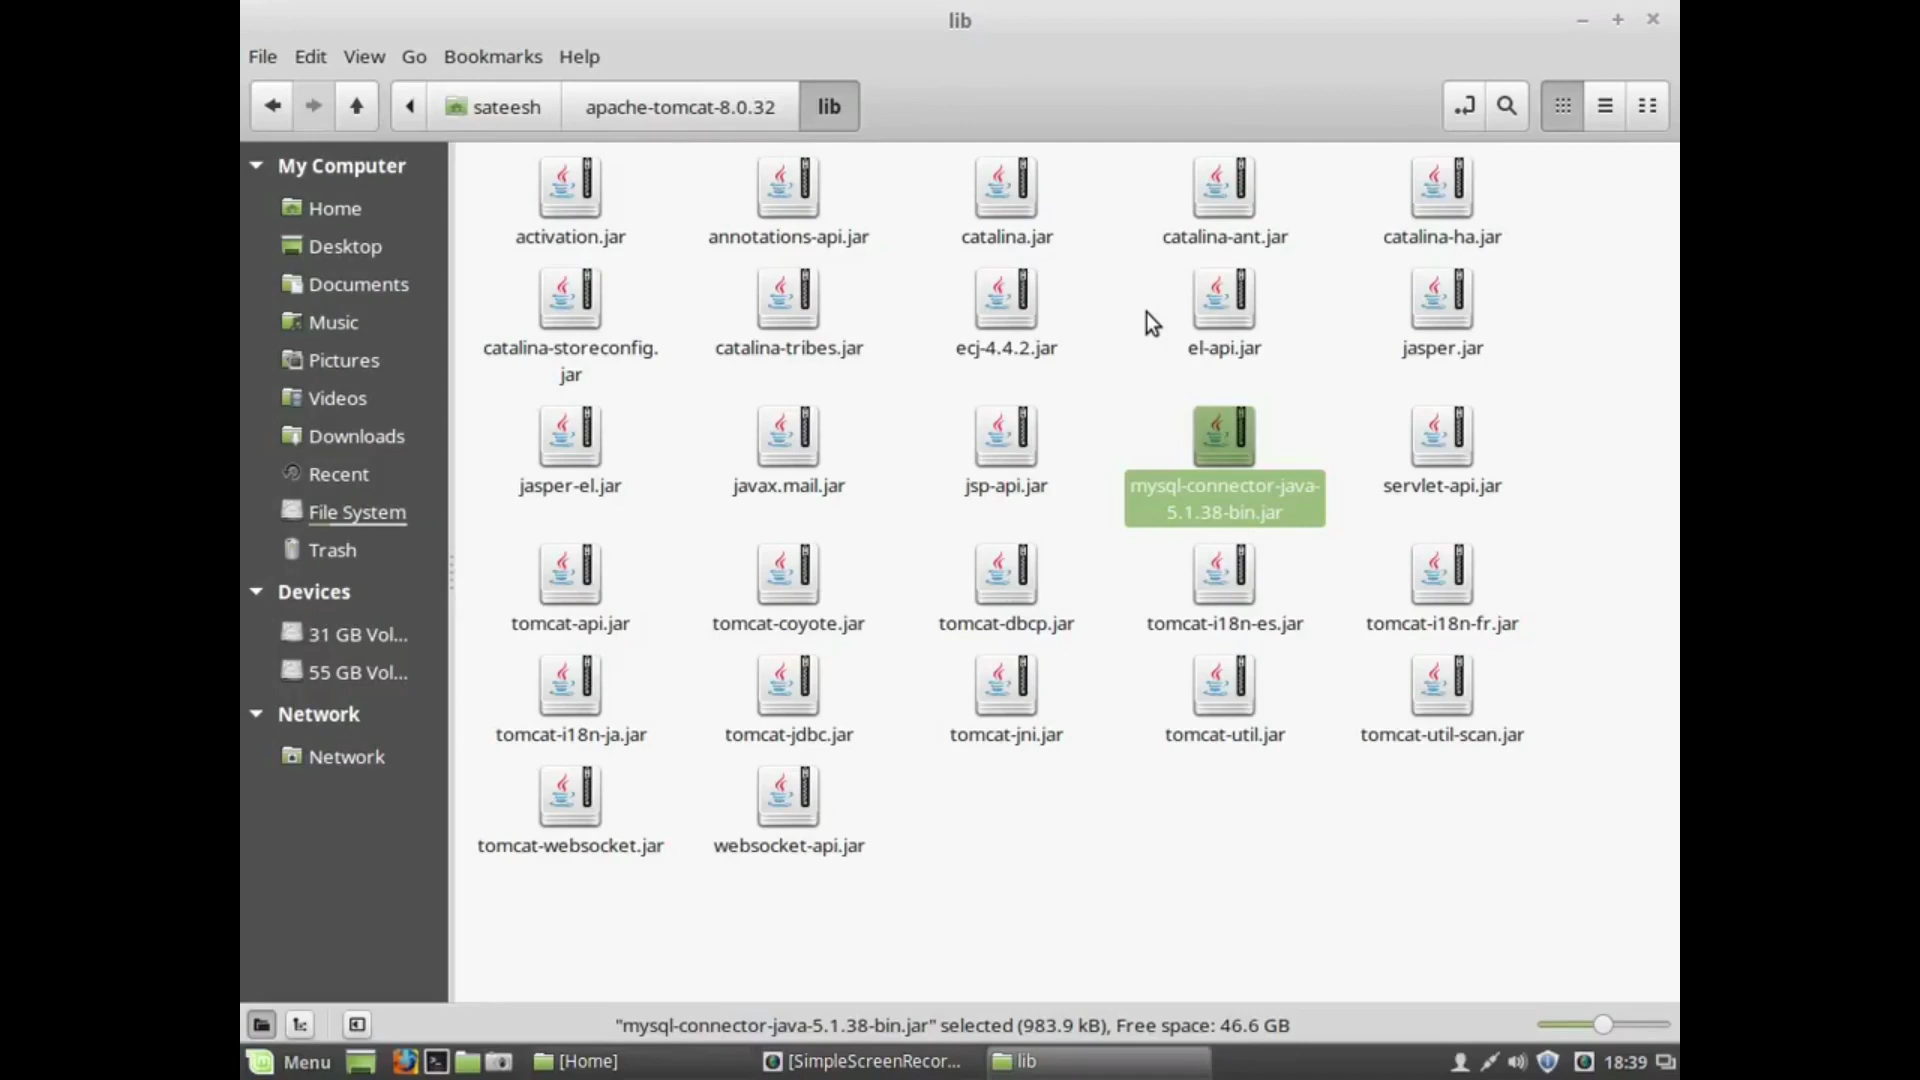 lib
File Edit View Go Bookmarks Help
sateesh apache-tomcat-8.0.32 lib
My Computer
Home
Desktop
Documents
Music
Pictures
Videos
Downloads
Recent
File System
Trash
Devices
31 GB Vol...
55 GB Vol...
Network
Network
activation.jar annotations-api.jar catalina.jar catalina-ant.jar catalina-ha.jar
catalina-storeconfig.
jar
catalina-tribes.jar ecj-4.4.2.jar el-api.jar jasper.jar
jasper-el.jar javax.mail.jar jsp-api.jar
mysql-connector-java-
5.1.38-bin.jar
servlet-api.jar
tomcat-api.jar tomcat-coyote.jar tomcat-dbcp.jar tomcat-i18n-es.jar tomcat-i18n-fr.jar
tomcat-i18n-ja.jar tomcat-jdbc.jar tomcat-jni.jar tomcat-util.jar tomcat-util-scan.jar
tomcat-websocket.jar websocket-api.jar
"mysql-connector-java-5.1.38-bin.jar" selected (983.9 kB), Free space: 46.6 GB
Menu [Home] [SimpleScreenRecor... lib 18:39